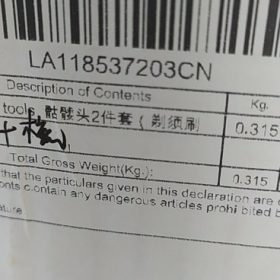 LA118537203CN
Description of Contents Kg.
tools, 骷髅头2件套（剃须刷 0.315
Total Gross Weight(Kg.): 0.315
that the particulars given in this declaration are c
onts contain any dangerous articles prohibited b
ature